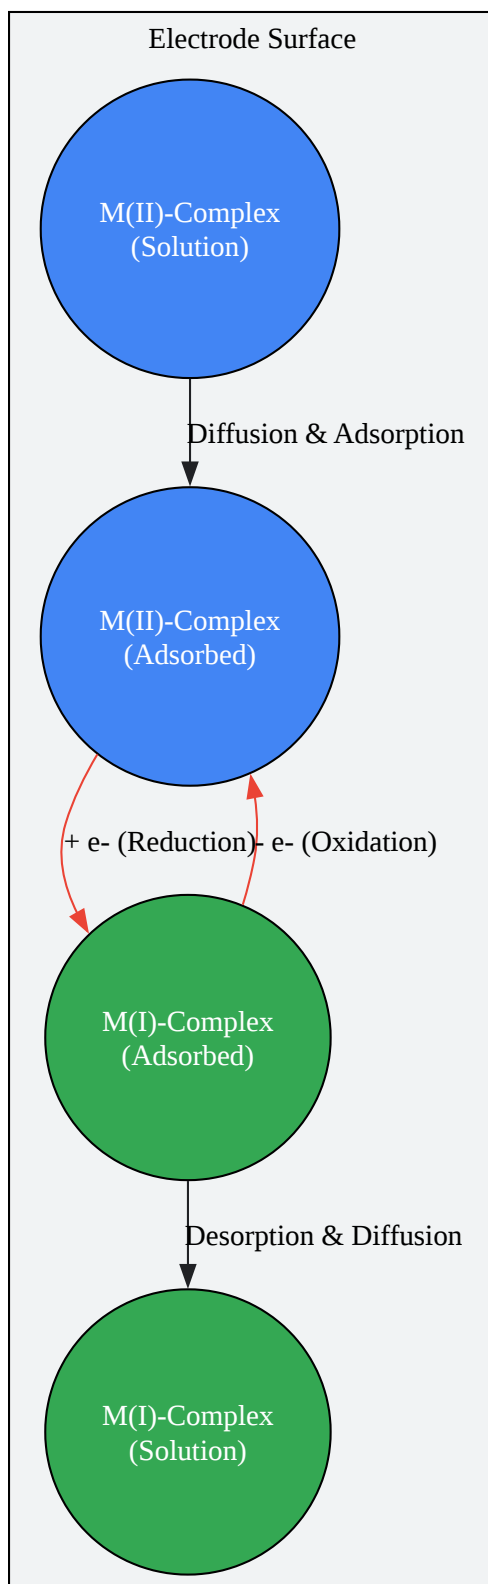 Electrode Surface
M(II)-Complex
(Solution)
Diffusion & Adsorption
M(II)-Complex
(Adsorbed)
+ e- (Reduction)
- e- (Oxidation)
M(I)-Complex
(Adsorbed)
Desorption & Diffusion
M(I)-Complex
(Solution)